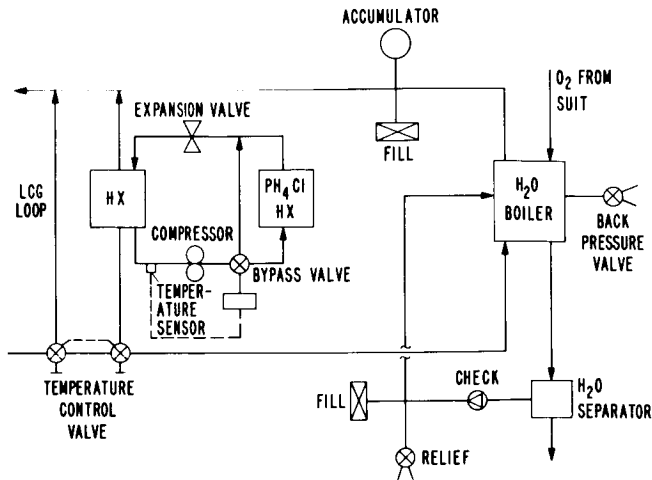 ACCUMULATOR
O2 FROM
SUIT
EXPANSION VALVE
FILL
LCG
LOOP
HX
PH4Cl
HX
H2O
BOILER
COMPRESSOR
BACK
PRESSURE
VALVE
BYPASS VALVE
TEMPER-
ATURE
SENSOR
TEMPERATURE
CONTROL
VALVE
CHECK
FILL
H2O
SEPARATOR
RELIEF